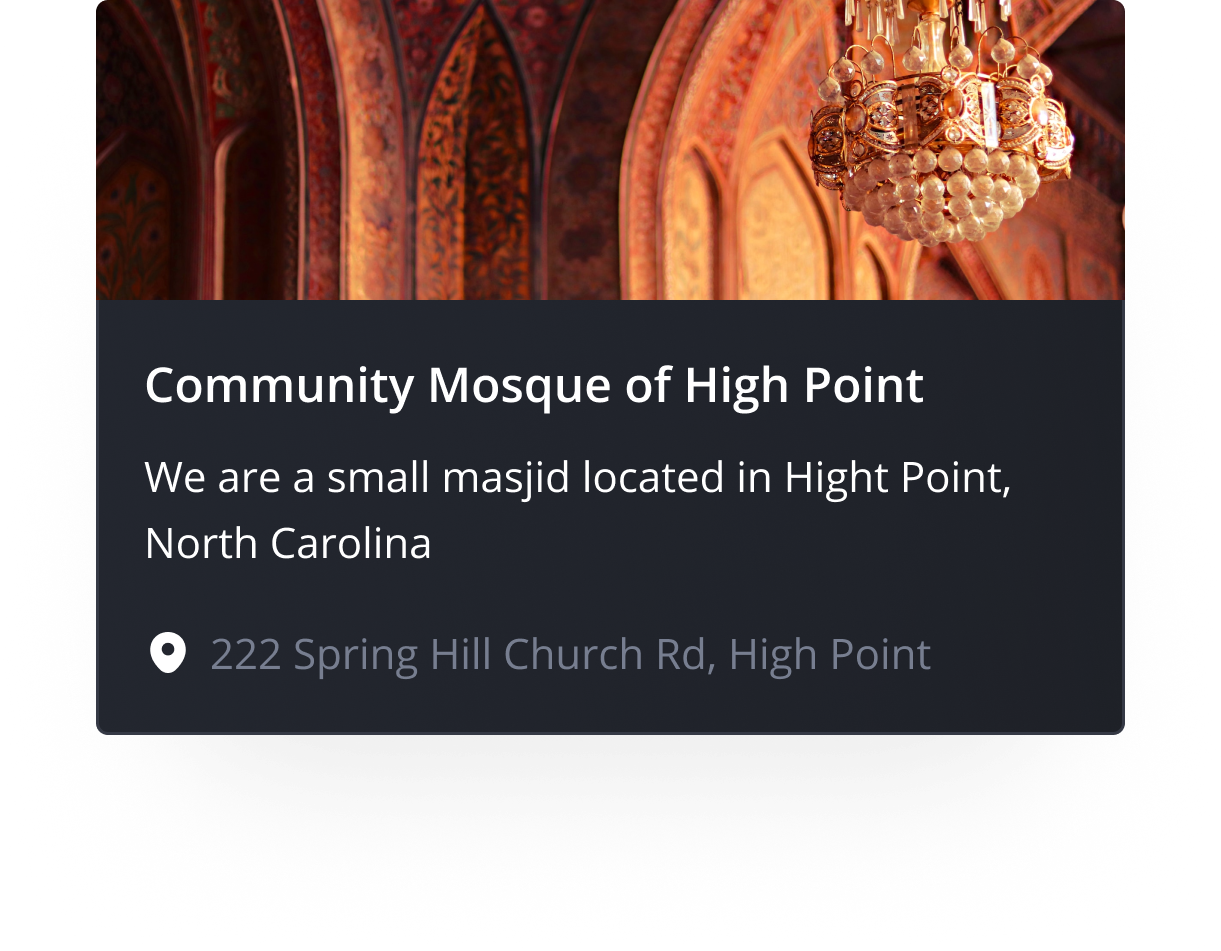 Community Mosque of High Point
We are a small masjid located in Hight Point,
North Carolina
222 Spring Hill Church Rd, High Point